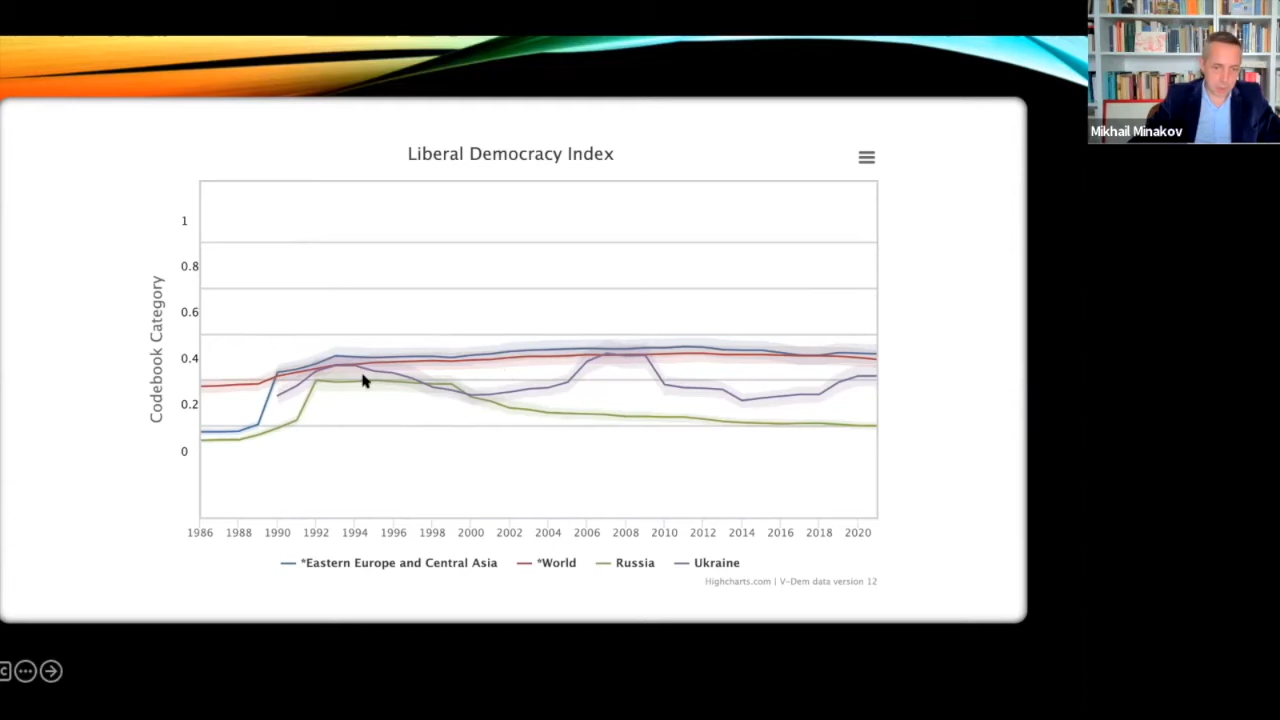 Mikhail Minakov
Liberal Democracy Index
Codebook Category
1
0.8
0.6
0.4
0.2
0
1986 1988 1990 1992 1994 1996 1998 2000 2002 2004 2006 2008 2010 2012 2014 2016 2018 2020
*Eastern Europe and Central Asia *World Russia Ukraine
Highcharts.com | V-Dem data version 12